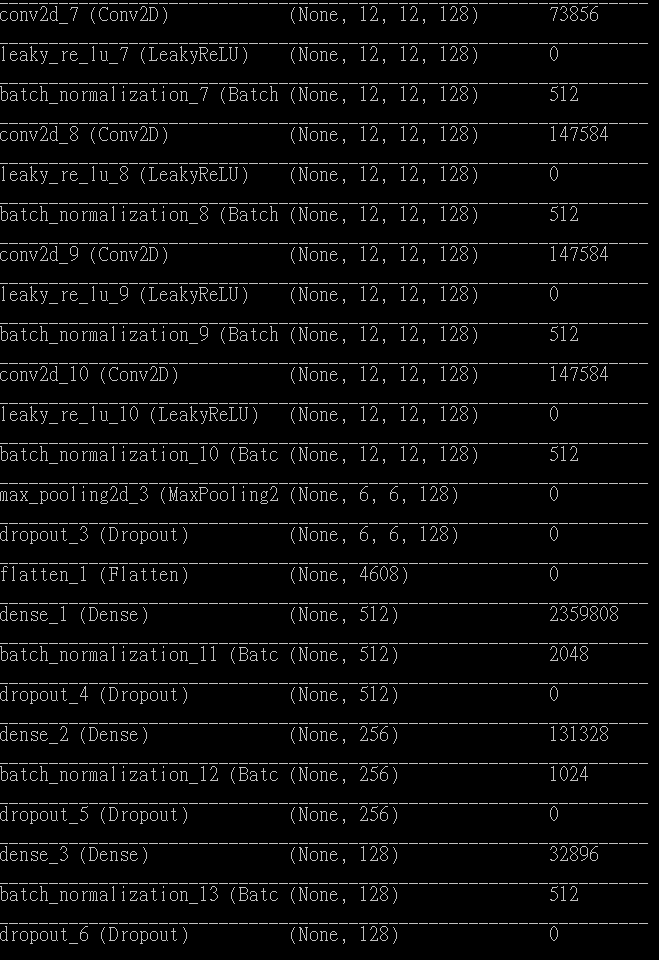 conv2d_7 (Conv2D) (None, 12, 12, 128) 73856
leaky_re_lu_7 (LeakyReLU) (None, 12, 12, 128) 0
batch_normalization_7 (Batch (None, 12, 12, 128) 512
conv2d_8 (Conv2D) (None, 12, 12, 128) 147584
leaky_re_lu_8 (LeakyReLU) (None, 12, 12, 128) 0
batch_normalization_8 (Batch (None, 12, 12, 128) 512
conv2d_9 (Conv2D) (None, 12, 12, 128) 147584
leaky_re_lu_9 (LeakyReLU) (None, 12, 12, 128) 0
batch_normalization_9 (Batch (None, 12, 12, 128) 512
conv2d_10 (Conv2D) (None, 12, 12, 128) 147584
leaky_re_lu_10 (LeakyReLU) (None, 12, 12, 128) 0
batch_normalization_10 (Batc (None, 12, 12, 128) 512
max_pooling2d_3 (MaxPooling2 (None, 6, 6, 128) 0
dropout_3 (Dropout) (None, 6, 6, 128) 0
flatten_1 (Flatten) (None, 4608) 0
dense_1 (Dense) (None, 512) 2359808
batch_normalization_11 (Batc (None, 512) 2048
dropout_4 (Dropout) (None, 512) 0
dense_2 (Dense) (None, 256) 131328
batch_normalization_12 (Batc (None, 256) 1024
dropout_5 (Dropout) (None, 256) 0
dense_3 (Dense) (None, 128) 32896
batch_normalization_13 (Batc (None, 128) 512
dropout_6 (Dropout) (None, 128) 0